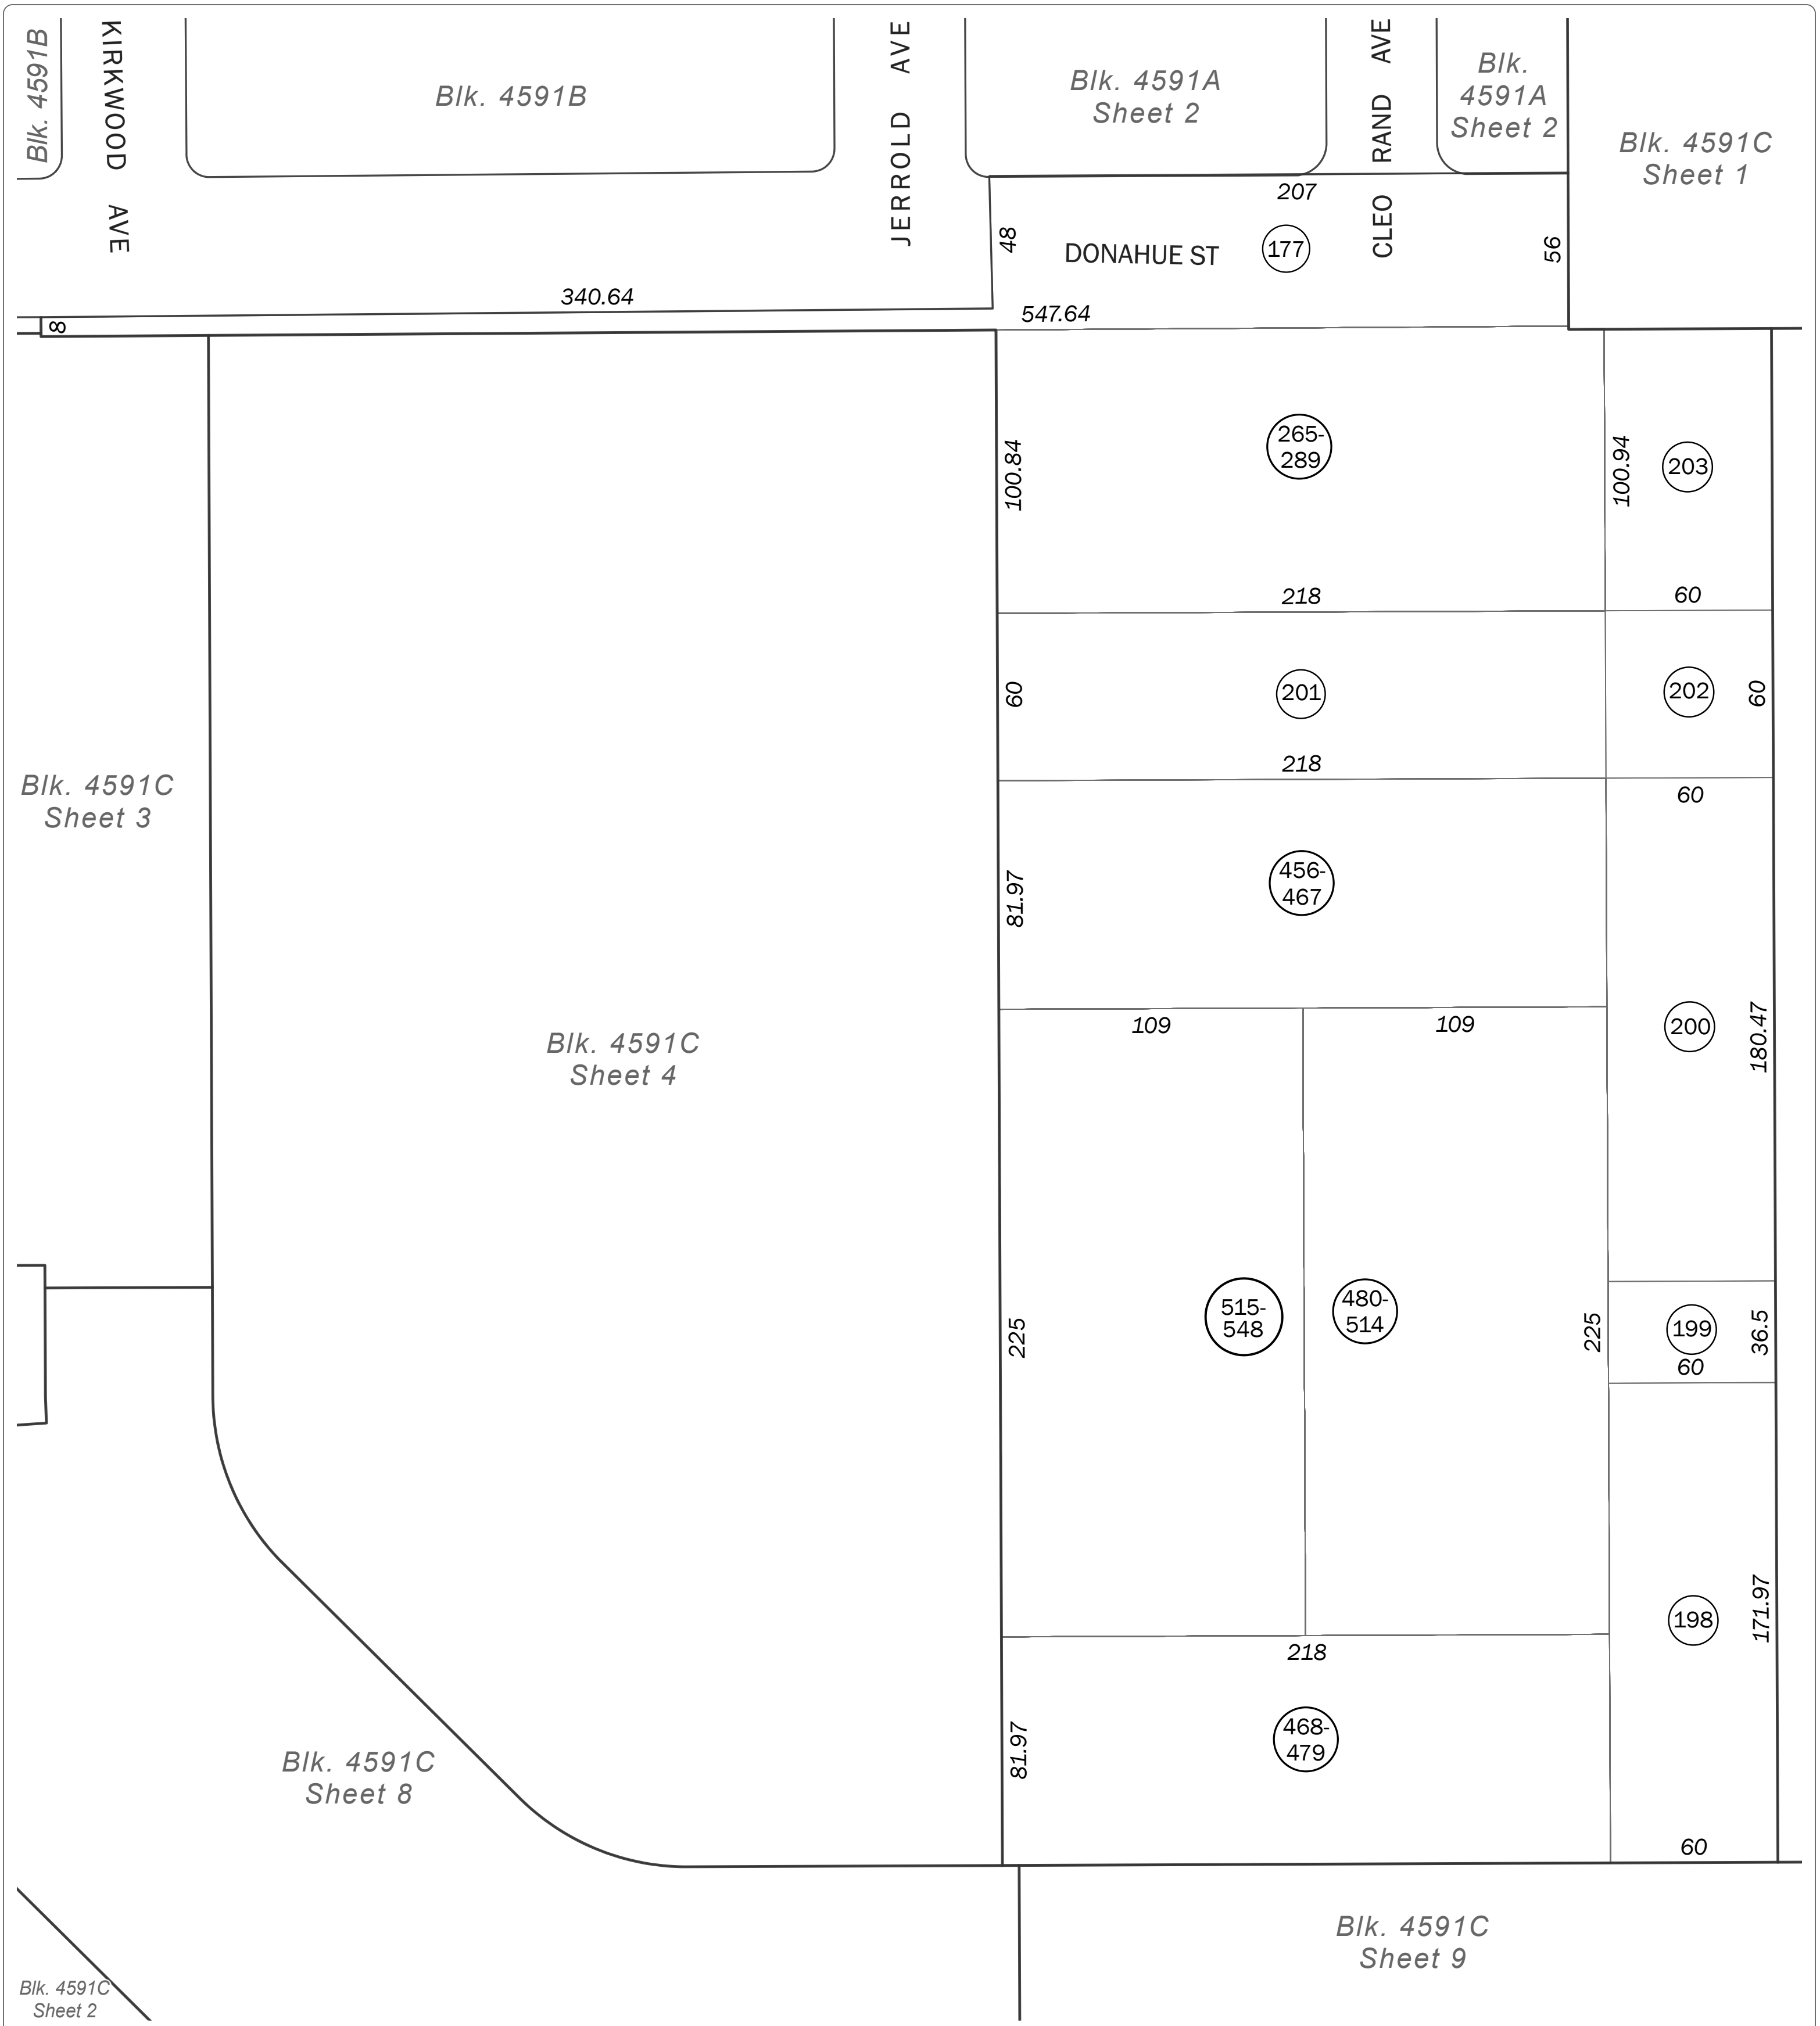 Blk. 4591B
KIRKWOOD AVE
Blk. 4591B
JERROLD AVE
Blk. 4591A
Sheet 2
CLEO RAND AVE
Blk.
4591A
Sheet 2
Blk. 4591C
Sheet 1
207
48
DONAHUE ST
177
56
340.64
547.64
8
100.84
265-
289
100.94
203
218
60
60
201
202
60
218
60
Blk. 4591C
Sheet 3
81.97
456-
467
Blk. 4591C
Sheet 4
109
109
200
180.47
225
515-
548
480-
514
225
199
36.5
60
198
171.97
218
81.97
468-
479
Blk. 4591C
Sheet 8
60
Blk. 4591C
Sheet 9
Blk. 4591C
Sheet 2